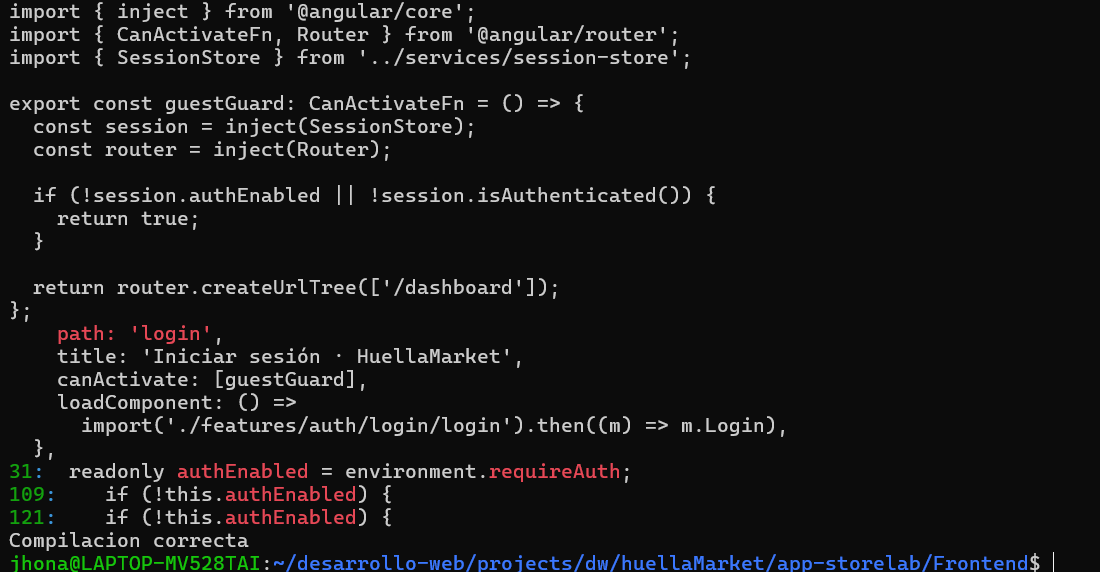 import { inject } from '@angular/core';
import { CanActivateFn, Router } from '@angular/router';
import { SessionStore } from '../services/session-store';

export const guestGuard: CanActivateFn = () => {
  const session = inject(SessionStore);
  const router = inject(Router);

  if (!session.authEnabled || !session.isAuthenticated()) {
    return true;
  }

  return router.createUrlTree(['/dashboard']);
};
    path: 'login',
    title: 'Iniciar sesión · HuellaMarket',
    canActivate: [guestGuard],
    loadComponent: () =>
      import('./features/auth/login/login').then((m) => m.Login),
  },
31:  readonly authEnabled = environment.requireAuth;
109:    if (!this.authEnabled) {
121:    if (!this.authEnabled) {
Compilacion correcta
jhona@LAPTOP-MV528TAI:~/desarrollo-web/projects/dw/huellaMarket/app-storelab/Frontend$